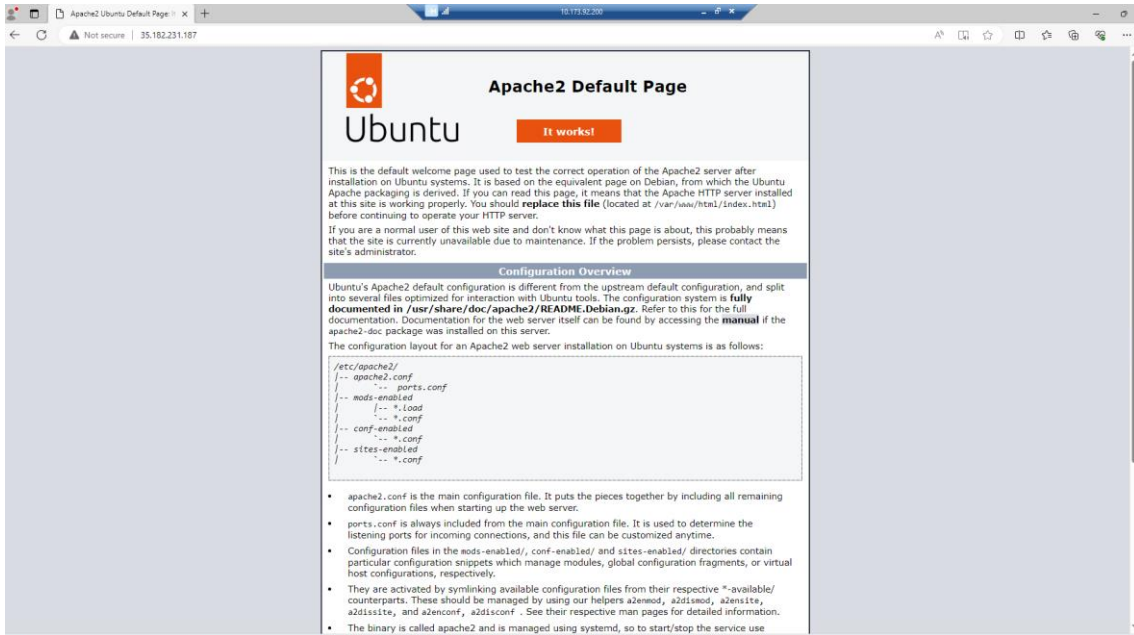 Apache2 Ubuntu Default Page: It
10.173.92.200
Not secure | 35.182.231.187
Apache2 Default Page
Ubuntu
It works!
This is the default welcome page used to test the correct operation of the Apache2 server after
installation on Ubuntu systems. It is based on the equivalent page on Debian, from which the Ubuntu
Apache packaging is derived. If you can read this page, it means that the Apache HTTP server installed
at this site is working properly. You should replace this file (located at /var/www/html/index.html)
before continuing to operate your HTTP server.
If you are a normal user of this web site and don't know what this page is about, this probably means
that the site is currently unavailable due to maintenance. If the problem persists, please contact the
site's administrator.
Configuration Overview
Ubuntu's Apache2 default configuration is different from the upstream default configuration, and split
into several files optimized for interaction with Ubuntu tools. The configuration system is fully
documented in /usr/share/doc/apache2/README.Debian.gz. Refer to this for the full
documentation. Documentation for the web server itself can be found by accessing the manual if the
apache2-doc package was installed on this server.
The configuration layout for an Apache2 web server installation on Ubuntu systems is as follows:
/etc/apache2/
|-- apache2.conf
|       `--  ports.conf
|-- mods-enabled
|       |-- *.load
|       `-- *.conf
|-- conf-enabled
|       `-- *.conf
|-- sites-enabled
|       `-- *.conf
• apache2.conf is the main configuration file. It puts the pieces together by including all remaining
configuration files when starting up the web server.
• ports.conf is always included from the main configuration file. It is used to determine the
listening ports for incoming connections, and this file can be customized anytime.
• Configuration files in the mods-enabled/, conf-enabled/ and sites-enabled/ directories contain
particular configuration snippets which manage modules, global configuration fragments, or virtual
host configurations, respectively.
• They are activated by symlinking available configuration files from their respective *-available/
counterparts. These should be managed by using our helpers a2enmod, a2dismod, a2ensite,
a2dissite, and a2enconf, a2disconf . See their respective man pages for detailed information.
• The binary is called apache2 and is managed using systemd, so to start/stop the service use